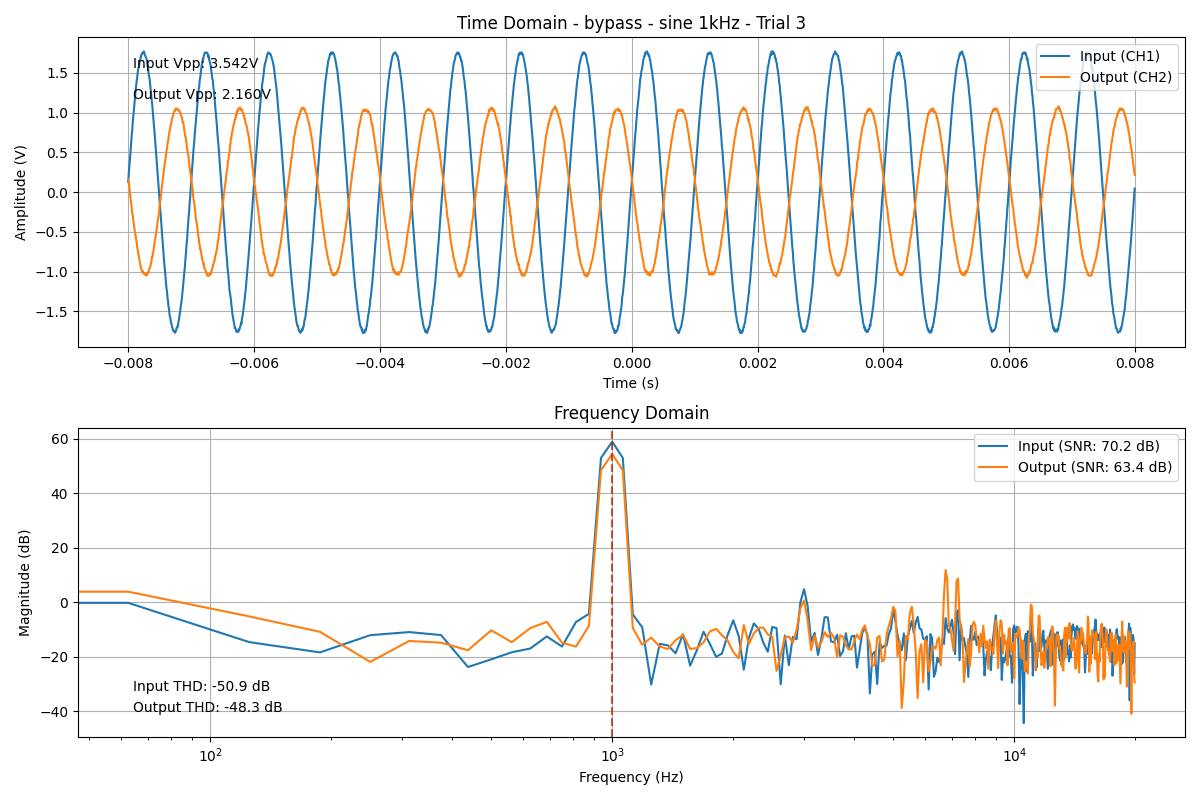 Time Domain - bypass - sine 1kHz - Trial 3
Input Vpp: 3.542V
Output Vpp: 2.160V
Input (CH1)
Output (CH2)
1.5
1.0
0.5
0.0
−0.5
−1.0
−1.5
Amplitude (V)
−0.008
−0.006
−0.004
−0.002
0.000
0.002
0.004
0.006
0.008
Time (s)
Frequency Domain
Input (SNR: 70.2 dB)
Output (SNR: 63.4 dB)
60
40
20
0
−20
−40
Magnitude (dB)
Input THD: -50.9 dB
Output THD: -48.3 dB
10²
10³
10⁴
Frequency (Hz)